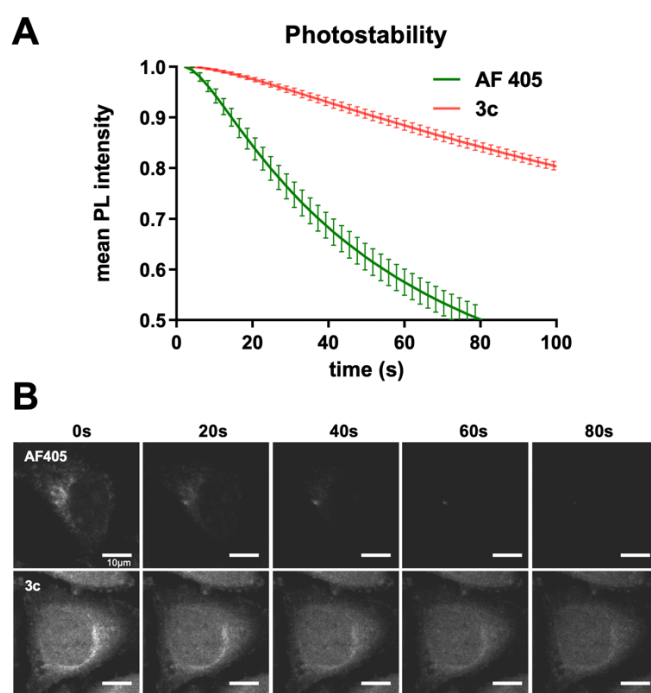 A
Photostability
1.0
0.9
0.8
0.7
0.6
0.5
mean PL intensity
AF 405
3c
0 20 40 60 80 100
time (s)
B
0s 20s 40s 60s 80s
AF405
10µm
3c